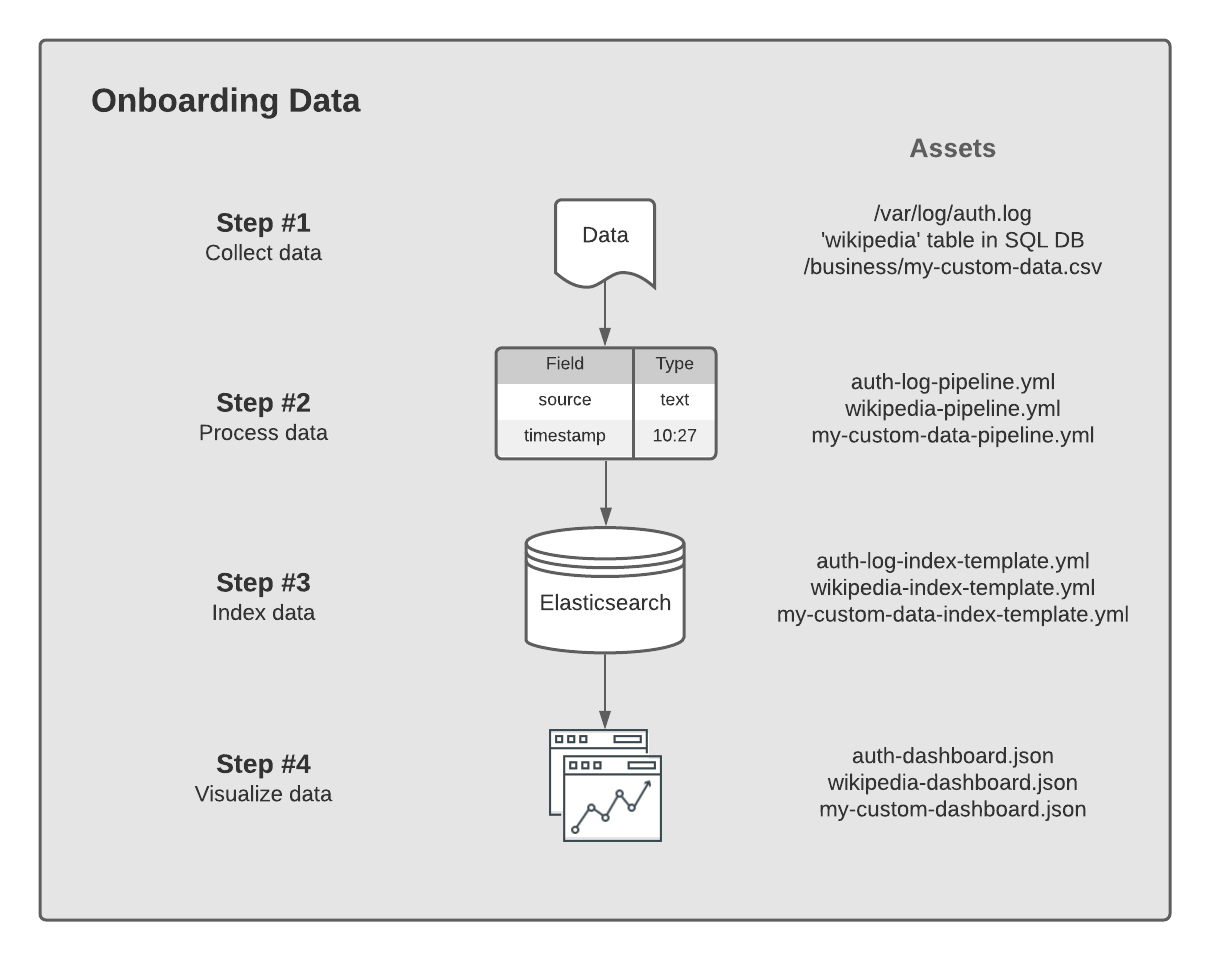 Onboarding Data
Assets
Step #1
Collect data
Data
/var/log/auth.log
'wikipedia' table in SQL DB
/business/my-custom-data.csv
Step #2
Process data
Field Type
source text
timestamp 10:27
auth-log-pipeline.yml
wikipedia-pipeline.yml
my-custom-data-pipeline.yml
Step #3
Index data
Elasticsearch
auth-log-index-template.yml
wikipedia-index-template.yml
my-custom-data-index-template.yml
Step #4
Visualize data
auth-dashboard.json
wikipedia-dashboard.json
my-custom-dashboard.json